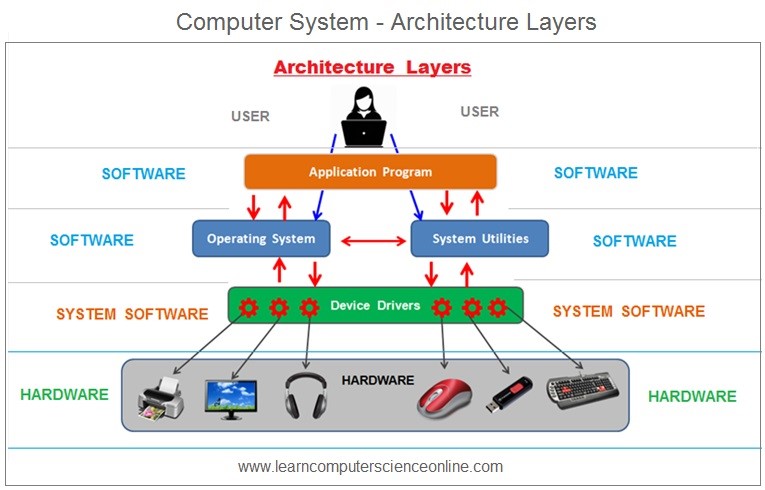 Computer System - Architecture Layers
Architecture Layers
USER USER
SOFTWARE Application Program SOFTWARE
SOFTWARE Operating System System Utilities SOFTWARE
SYSTEM SOFTWARE Device Drivers SYSTEM SOFTWARE
HARDWARE HARDWARE HARDWARE
www.learncomputerscienceonline.com